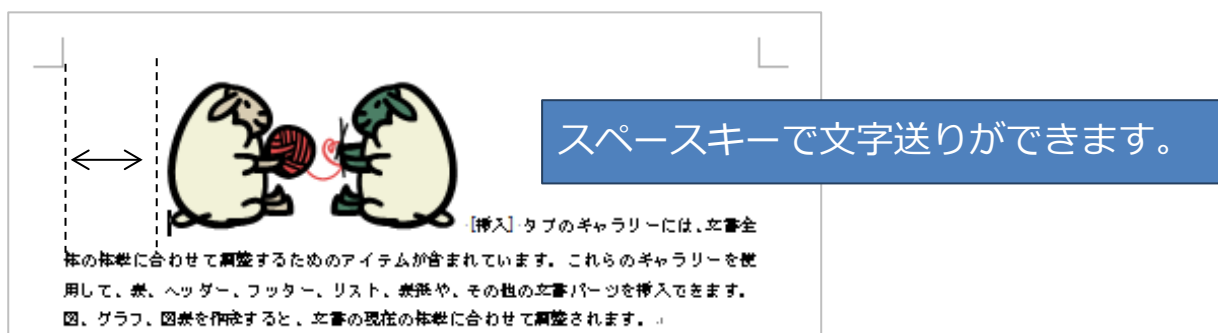 スペースキーで文字送りができます。
[挿入] タブのギャラリーには、文書全
体の体裁に合わせて調整するためのアイテムが含まれています。これらのギャラリーを使
用して、表、ヘッダー、フッター、リスト、表紙や、その他の文書パーツを挿入できます。
図、グラフ、図表を作成すると、文書の現在の体裁に合わせて調整されます。